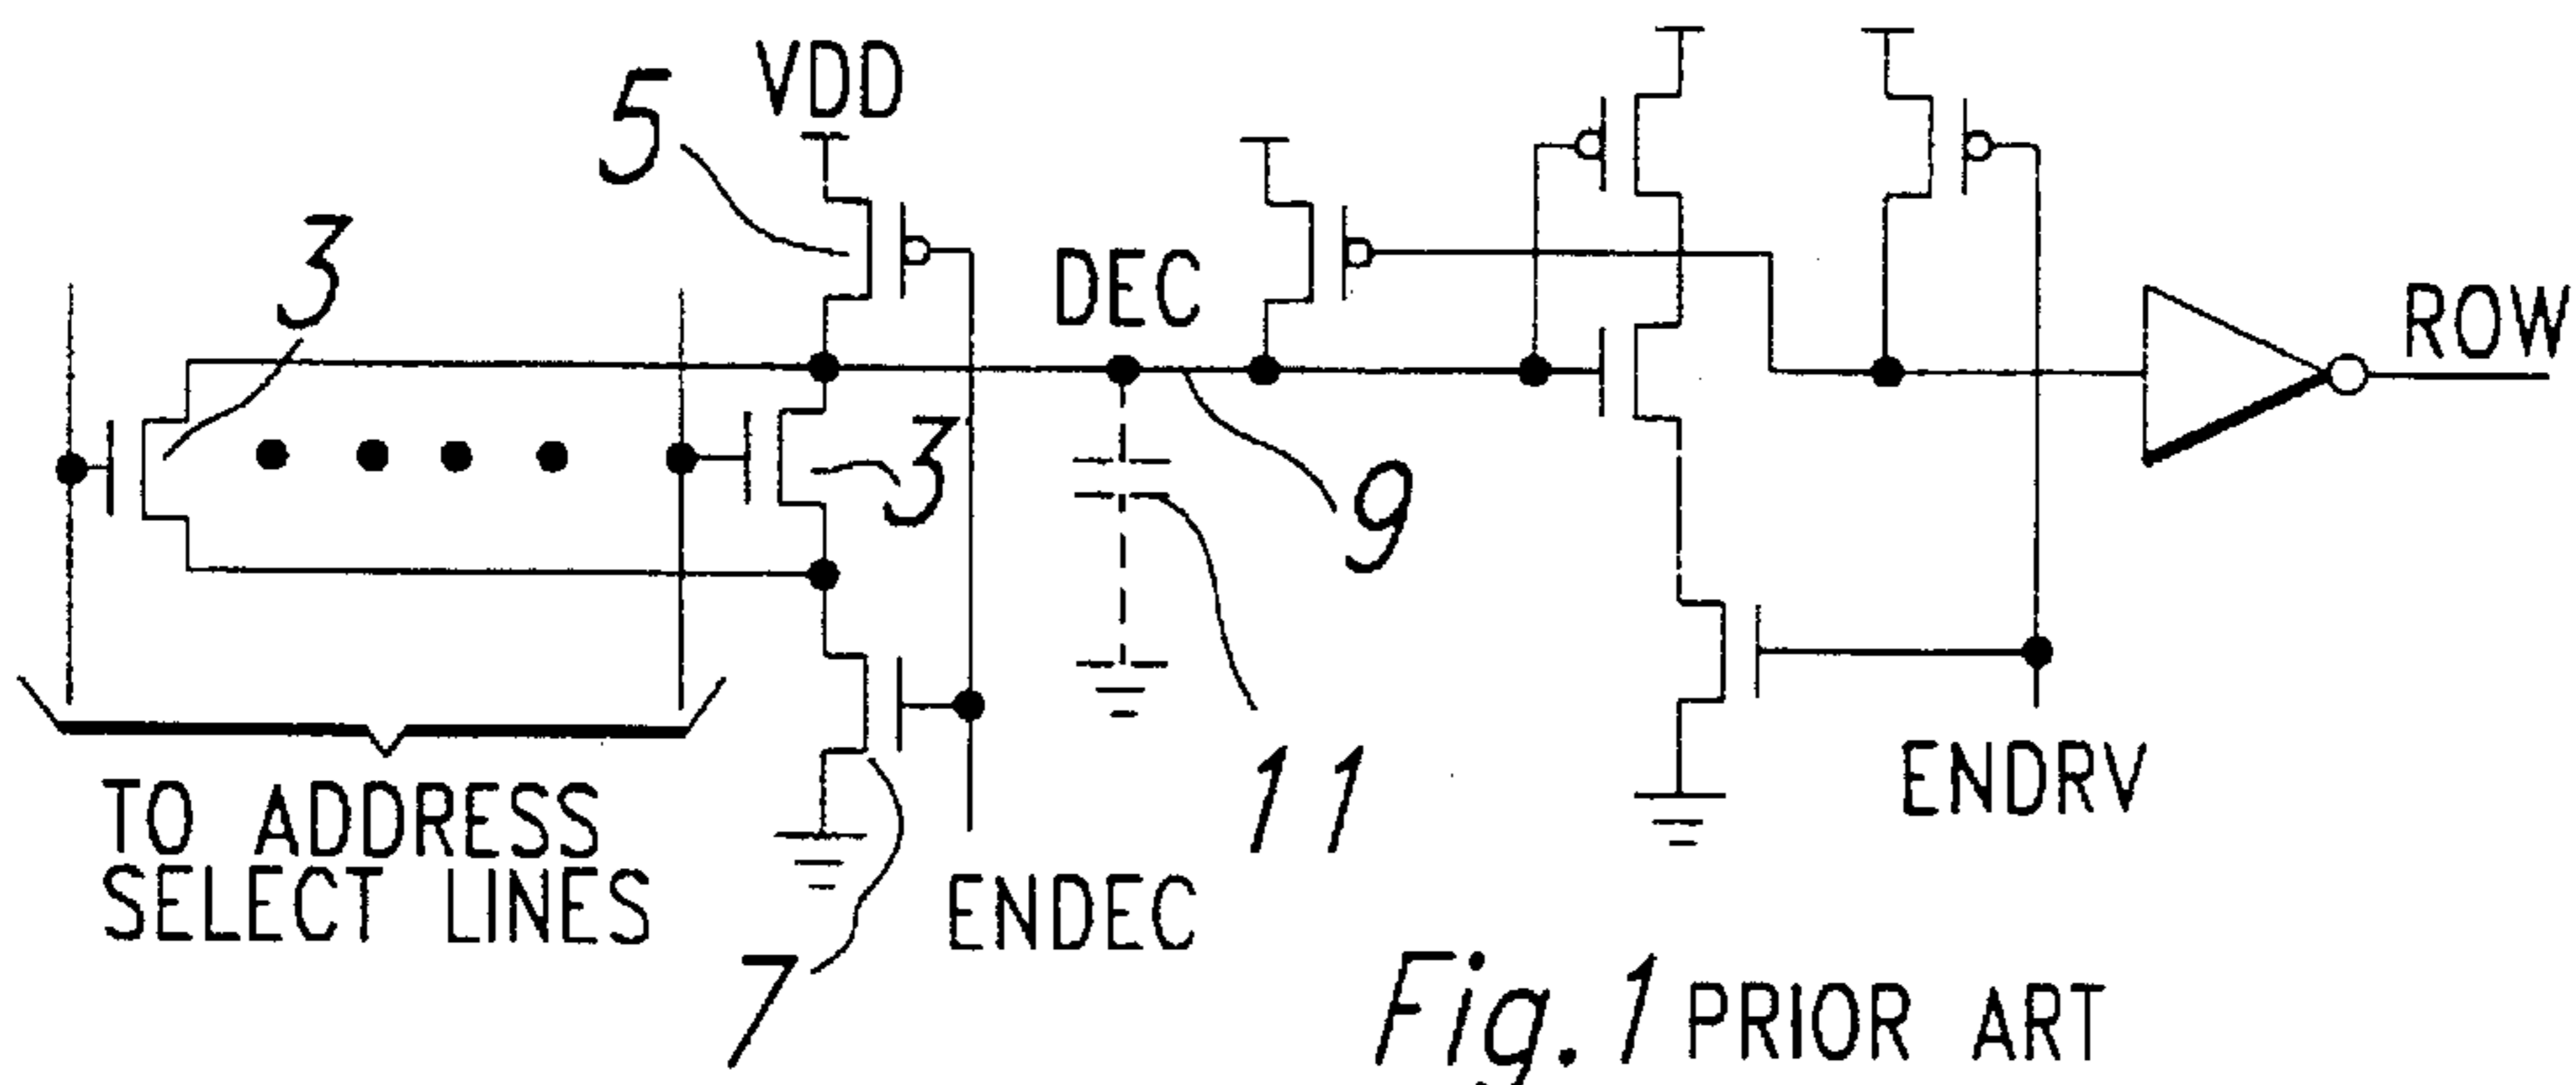 VDD
5
3
DEC
ROW
3
9
11
TO ADDRESS
SELECT LINES
ENDRV
ENDEC
7
Fig. 1 PRIOR ART